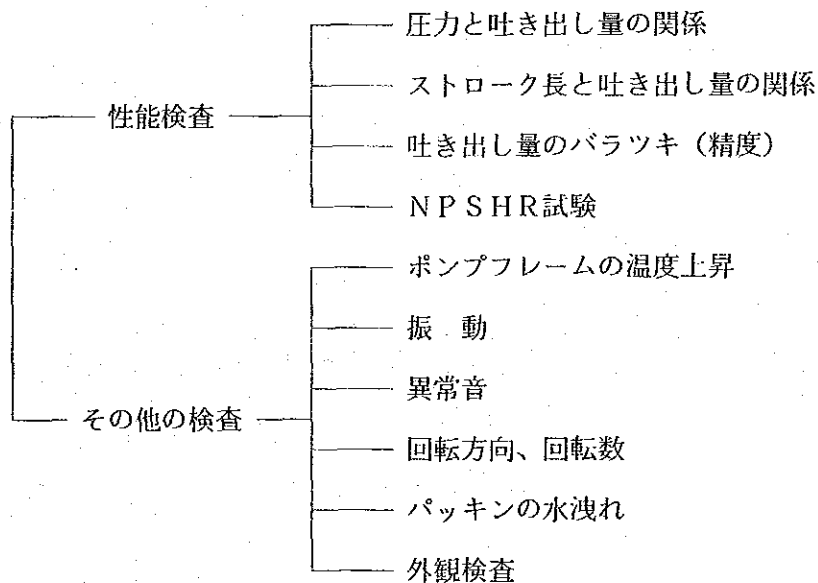 性能検査
圧力と吐き出し量の関係
ストローク長と吐き出し量の関係
吐き出し量のバラツキ（精度）
ＮＰＳＨＲ試験
その他の検査
ポンプフレームの温度上昇
振　動
異常音
回転方向、回転数
パッキンの水洩れ
外観検査